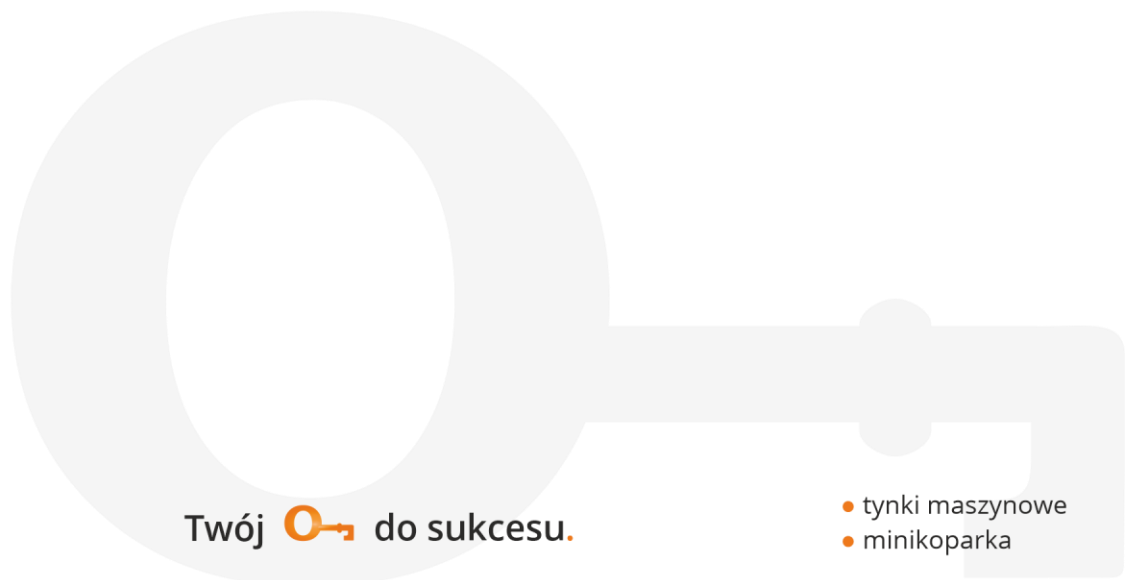 Twój do sukcesu.
• tynki maszynowe
• minikoparka